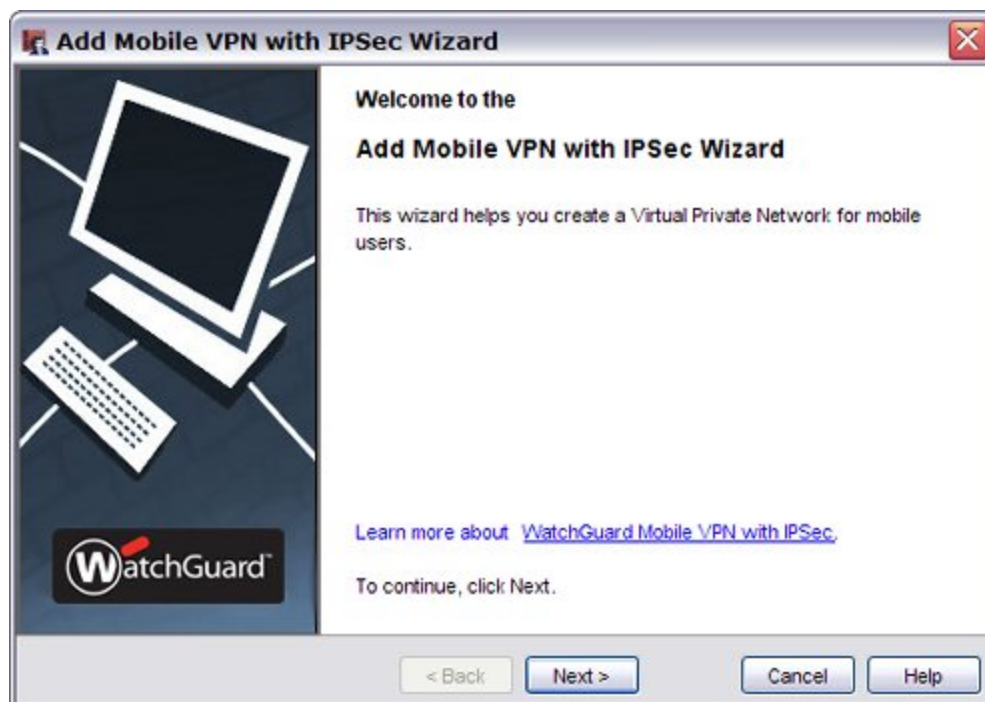 Add Mobile VPN with IPSec Wizard
Welcome to the
Add Mobile VPN with IPSec Wizard
This wizard helps you create a Virtual Private Network for mobile
users.
Learn more about WatchGuard Mobile VPN with IPSec.
To continue, click Next.
WatchGuard™
< Back Next > Cancel Help